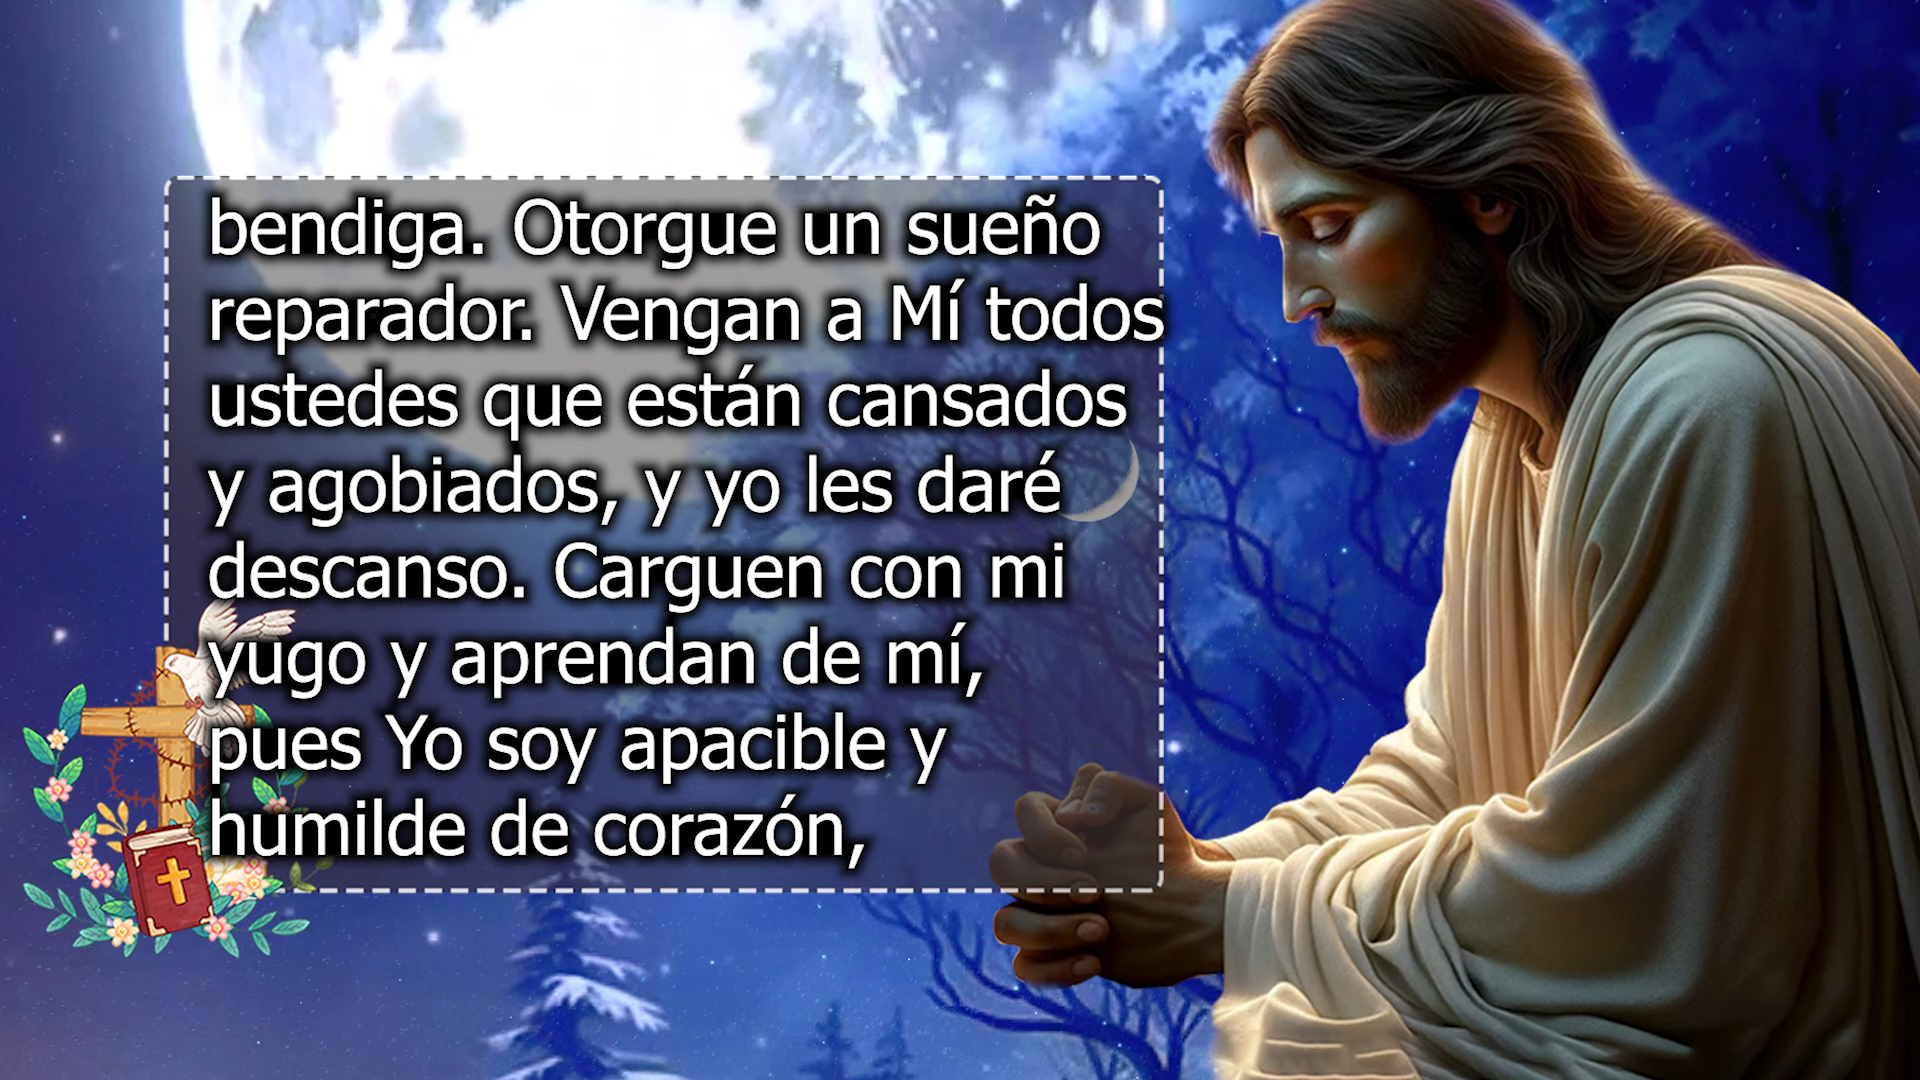 bendiga. Otorgue un sueño
reparador. Vengan a Mí todos
ustedes que están cansados
y agobiados, y yo les daré
descanso. Carguen con mi
yugo y aprendan de mí,
pues Yo soy apacible y
humilde de corazón,